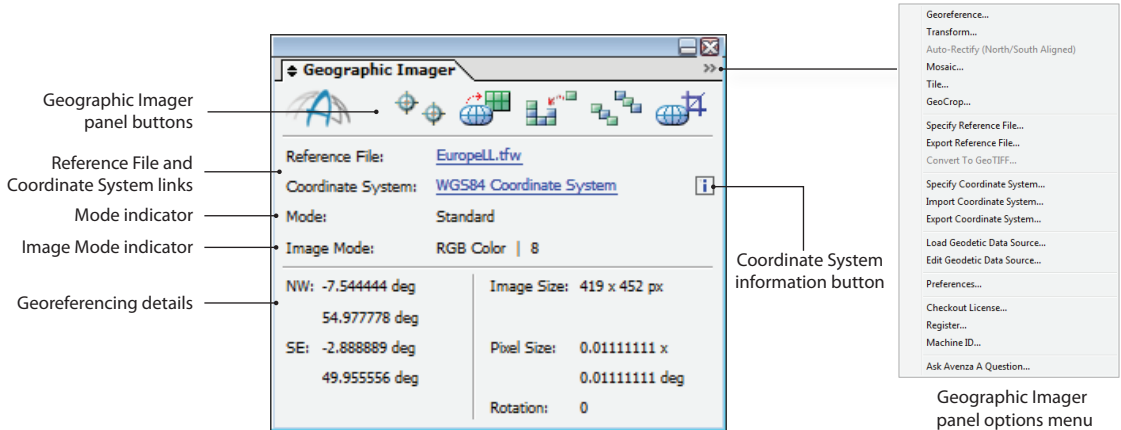 Geographic Imager
panel buttons
Reference File and
Coordinate System links
Mode indicator
Image Mode indicator
Georeferencing details
Geographic Imager
Reference File: EuropeLL.tfw
Coordinate System: WGS84 Coordinate System
Mode: Standard
Image Mode: RGB Color | 8
NW: -7.544444 deg
54.977778 deg
SE: -2.888889 deg
49.955556 deg
Image Size: 419 x 452 px
Pixel Size: 0.01111111 x
0.01111111 deg
Rotation: 0
Coordinate System
information button
Georeference...
Transform...
Auto-Rectify (North/South Aligned)
Mosaic...
Tile...
GeoCrop...
Specify Reference File...
Export Reference File...
Convert To GeoTIFF...
Specify Coordinate System...
Import Coordinate System...
Export Coordinate System...
Load Geodetic Data Source...
Edit Geodetic Data Source...
Preferences...
Checkout License...
Register...
Machine ID...
Ask Avenza A Question...
Geographic Imager
panel options menu